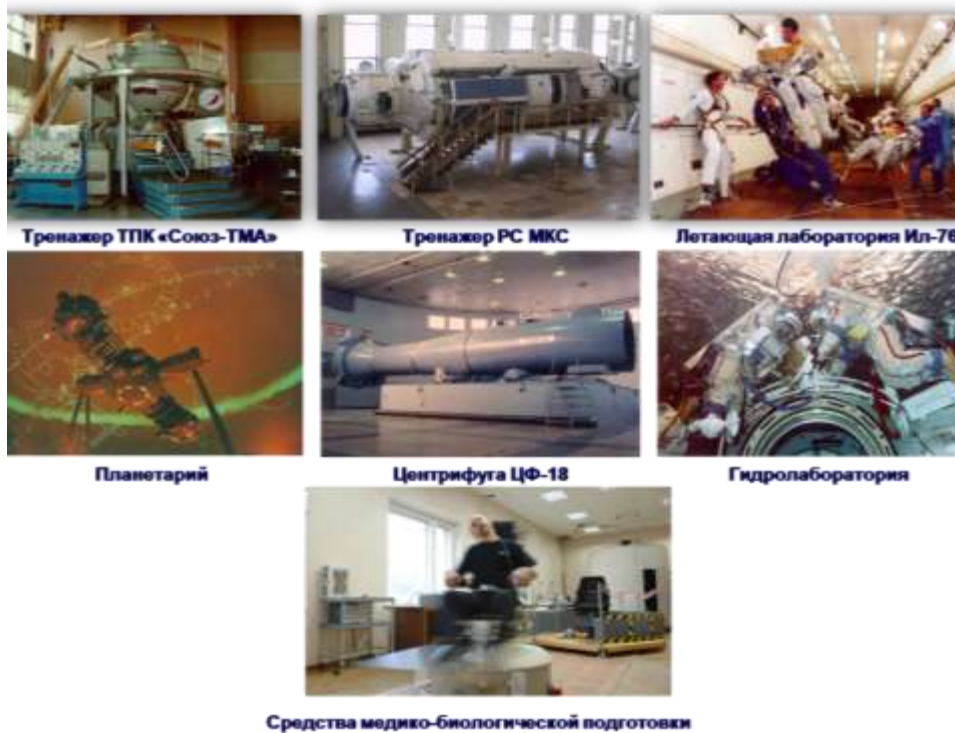 Тренажер ТПК «Союз-ТМА»
Тренажер РС МКС
Летающая лаборатория Ил-76
Планетарий
Центрифуга ЦФ-18
Гидролаборатория
Средства медико-биологической подготовки